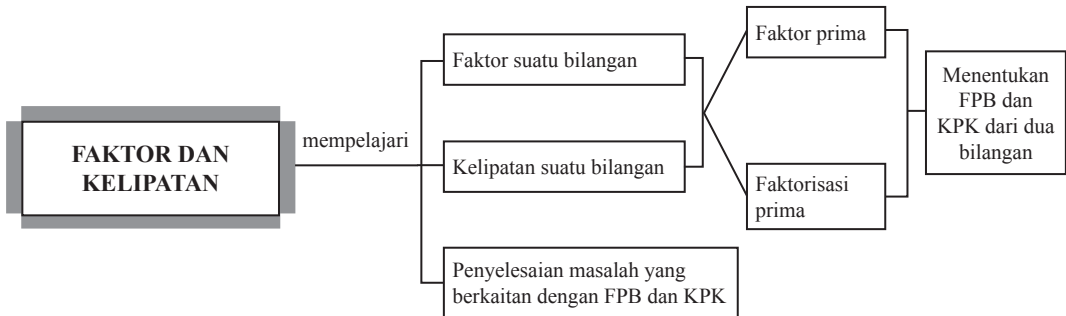 FAKTOR DAN
KELIPATAN
mempelajari
Faktor suatu bilangan
Kelipatan suatu bilangan
Penyelesaian masalah yang
berkaitan dengan FPB dan KPK
Faktor prima
Faktorisasi
prima
Menentukan
FPB dan
KPK dari dua
bilangan